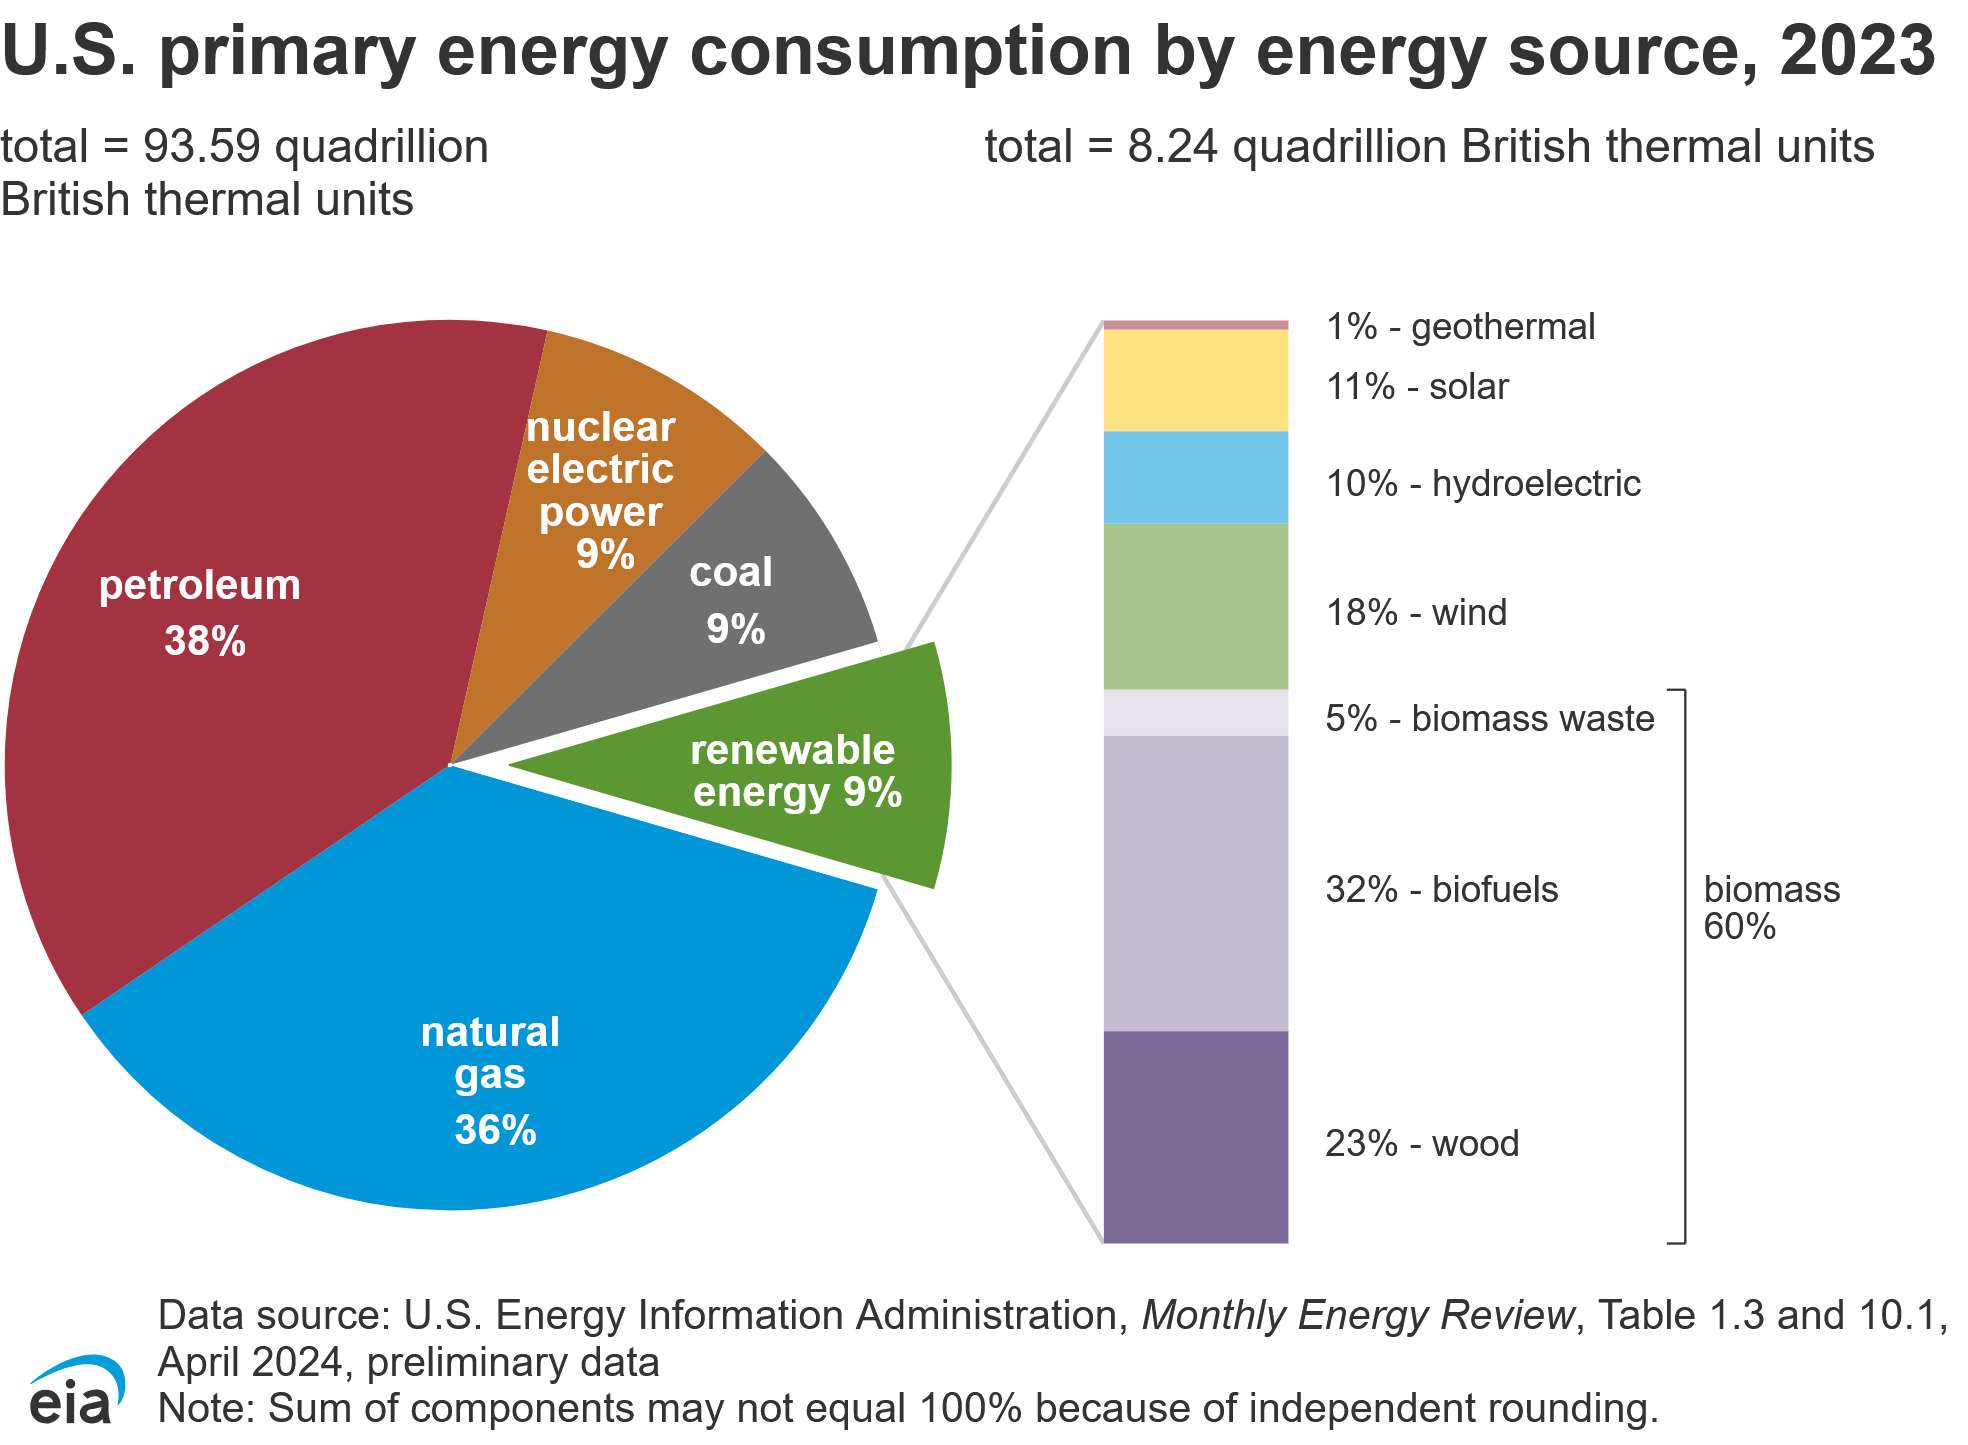 U.S. primary energy consumption by energy source, 2023
total = 93.59 quadrillion
British thermal units
total = 8.24 quadrillion British thermal units
petroleum
38%
nuclear
electric
power
9%
coal
9%
renewable
energy 9%
natural
gas
36%
1% - geothermal
11% - solar
10% - hydroelectric
18% - wind
5% - biomass waste
32% - biofuels
23% - wood
biomass
60%
Data source: U.S. Energy Information Administration, Monthly Energy Review, Table 1.3 and 10.1,
April 2024, preliminary data
Note: Sum of components may not equal 100% because of independent rounding.
eia